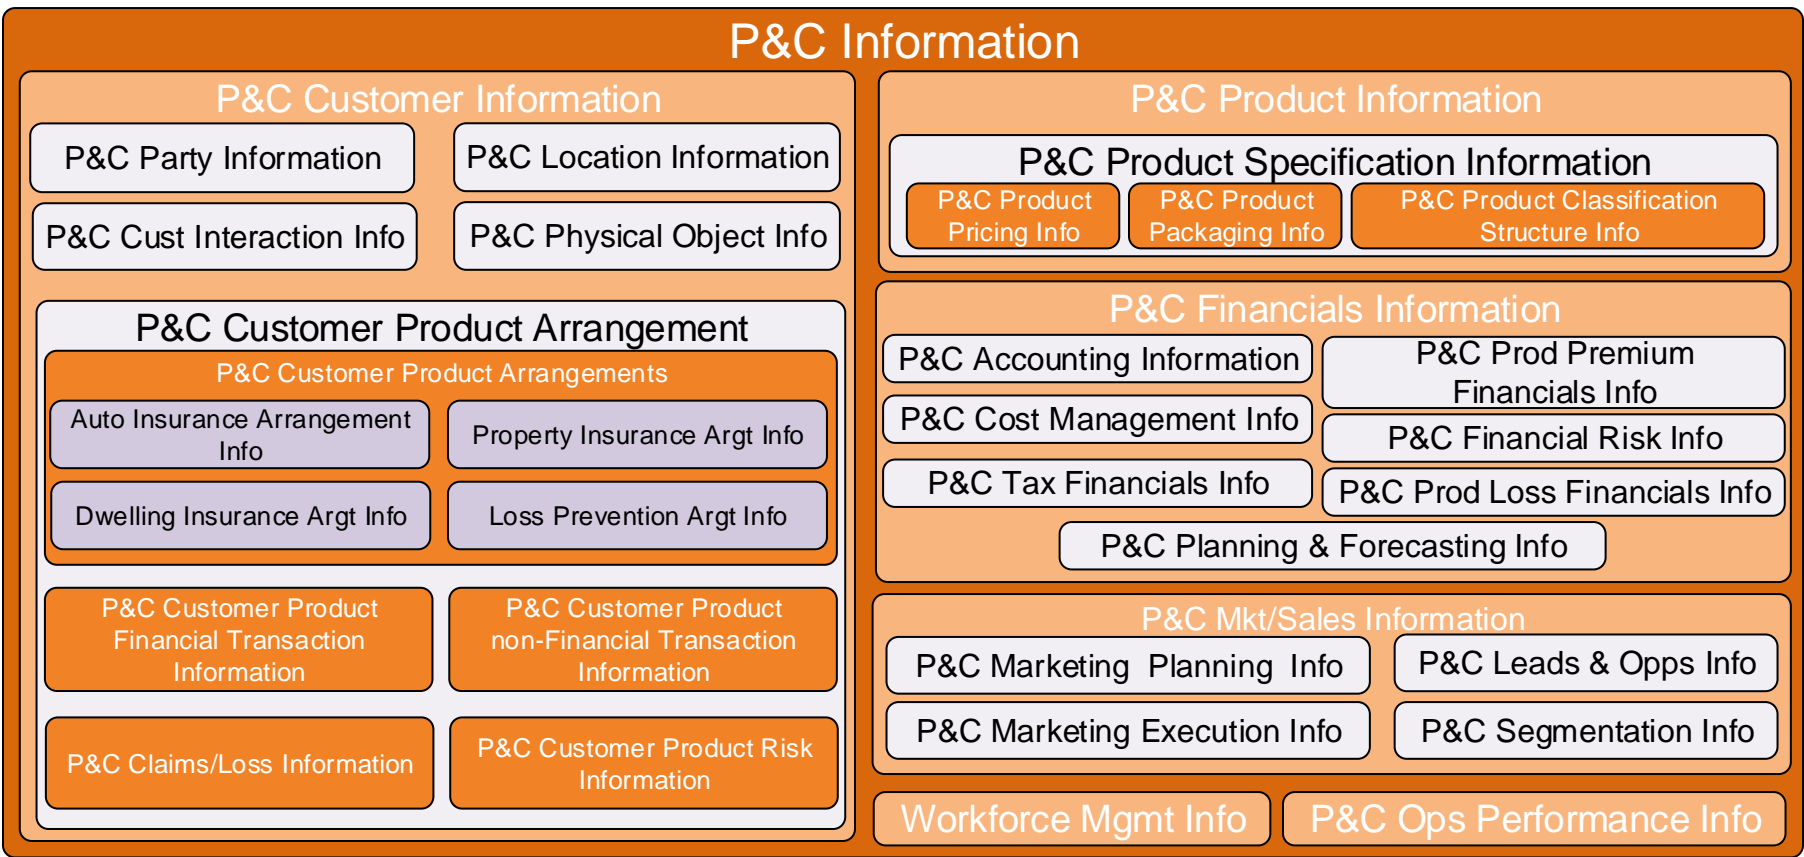 P&C Information
P&C Customer Information
P&C Party Information
P&C Location Information
P&C Cust Interaction Info
P&C Physical Object Info
P&C Customer Product Arrangement
P&C Customer Product Arrangements
Auto Insurance Arrangement
Info
Property Insurance Argt Info
Dwelling Insurance Argt Info
Loss Prevention Argt Info
P&C Customer Product
Financial Transaction
Information
P&C Customer Product
non-Financial Transaction
Information
P&C Claims/Loss Information
P&C Customer Product Risk
Information
P&C Product Information
P&C Product Specification Information
P&C Product
Pricing Info
P&C Product
Packaging Info
P&C Product Classification
Structure Info
P&C Financials Information
P&C Accounting Information
P&C Prod Premium
Financials Info
P&C Cost Management Info
P&C Financial Risk Info
P&C Tax Financials Info
P&C Prod Loss Financials Info
P&C Planning & Forecasting Info
P&C Mkt/Sales Information
P&C Marketing Planning Info
P&C Leads & Opps Info
P&C Marketing Execution Info
P&C Segmentation Info
Workforce Mgmt Info
P&C Ops Performance Info